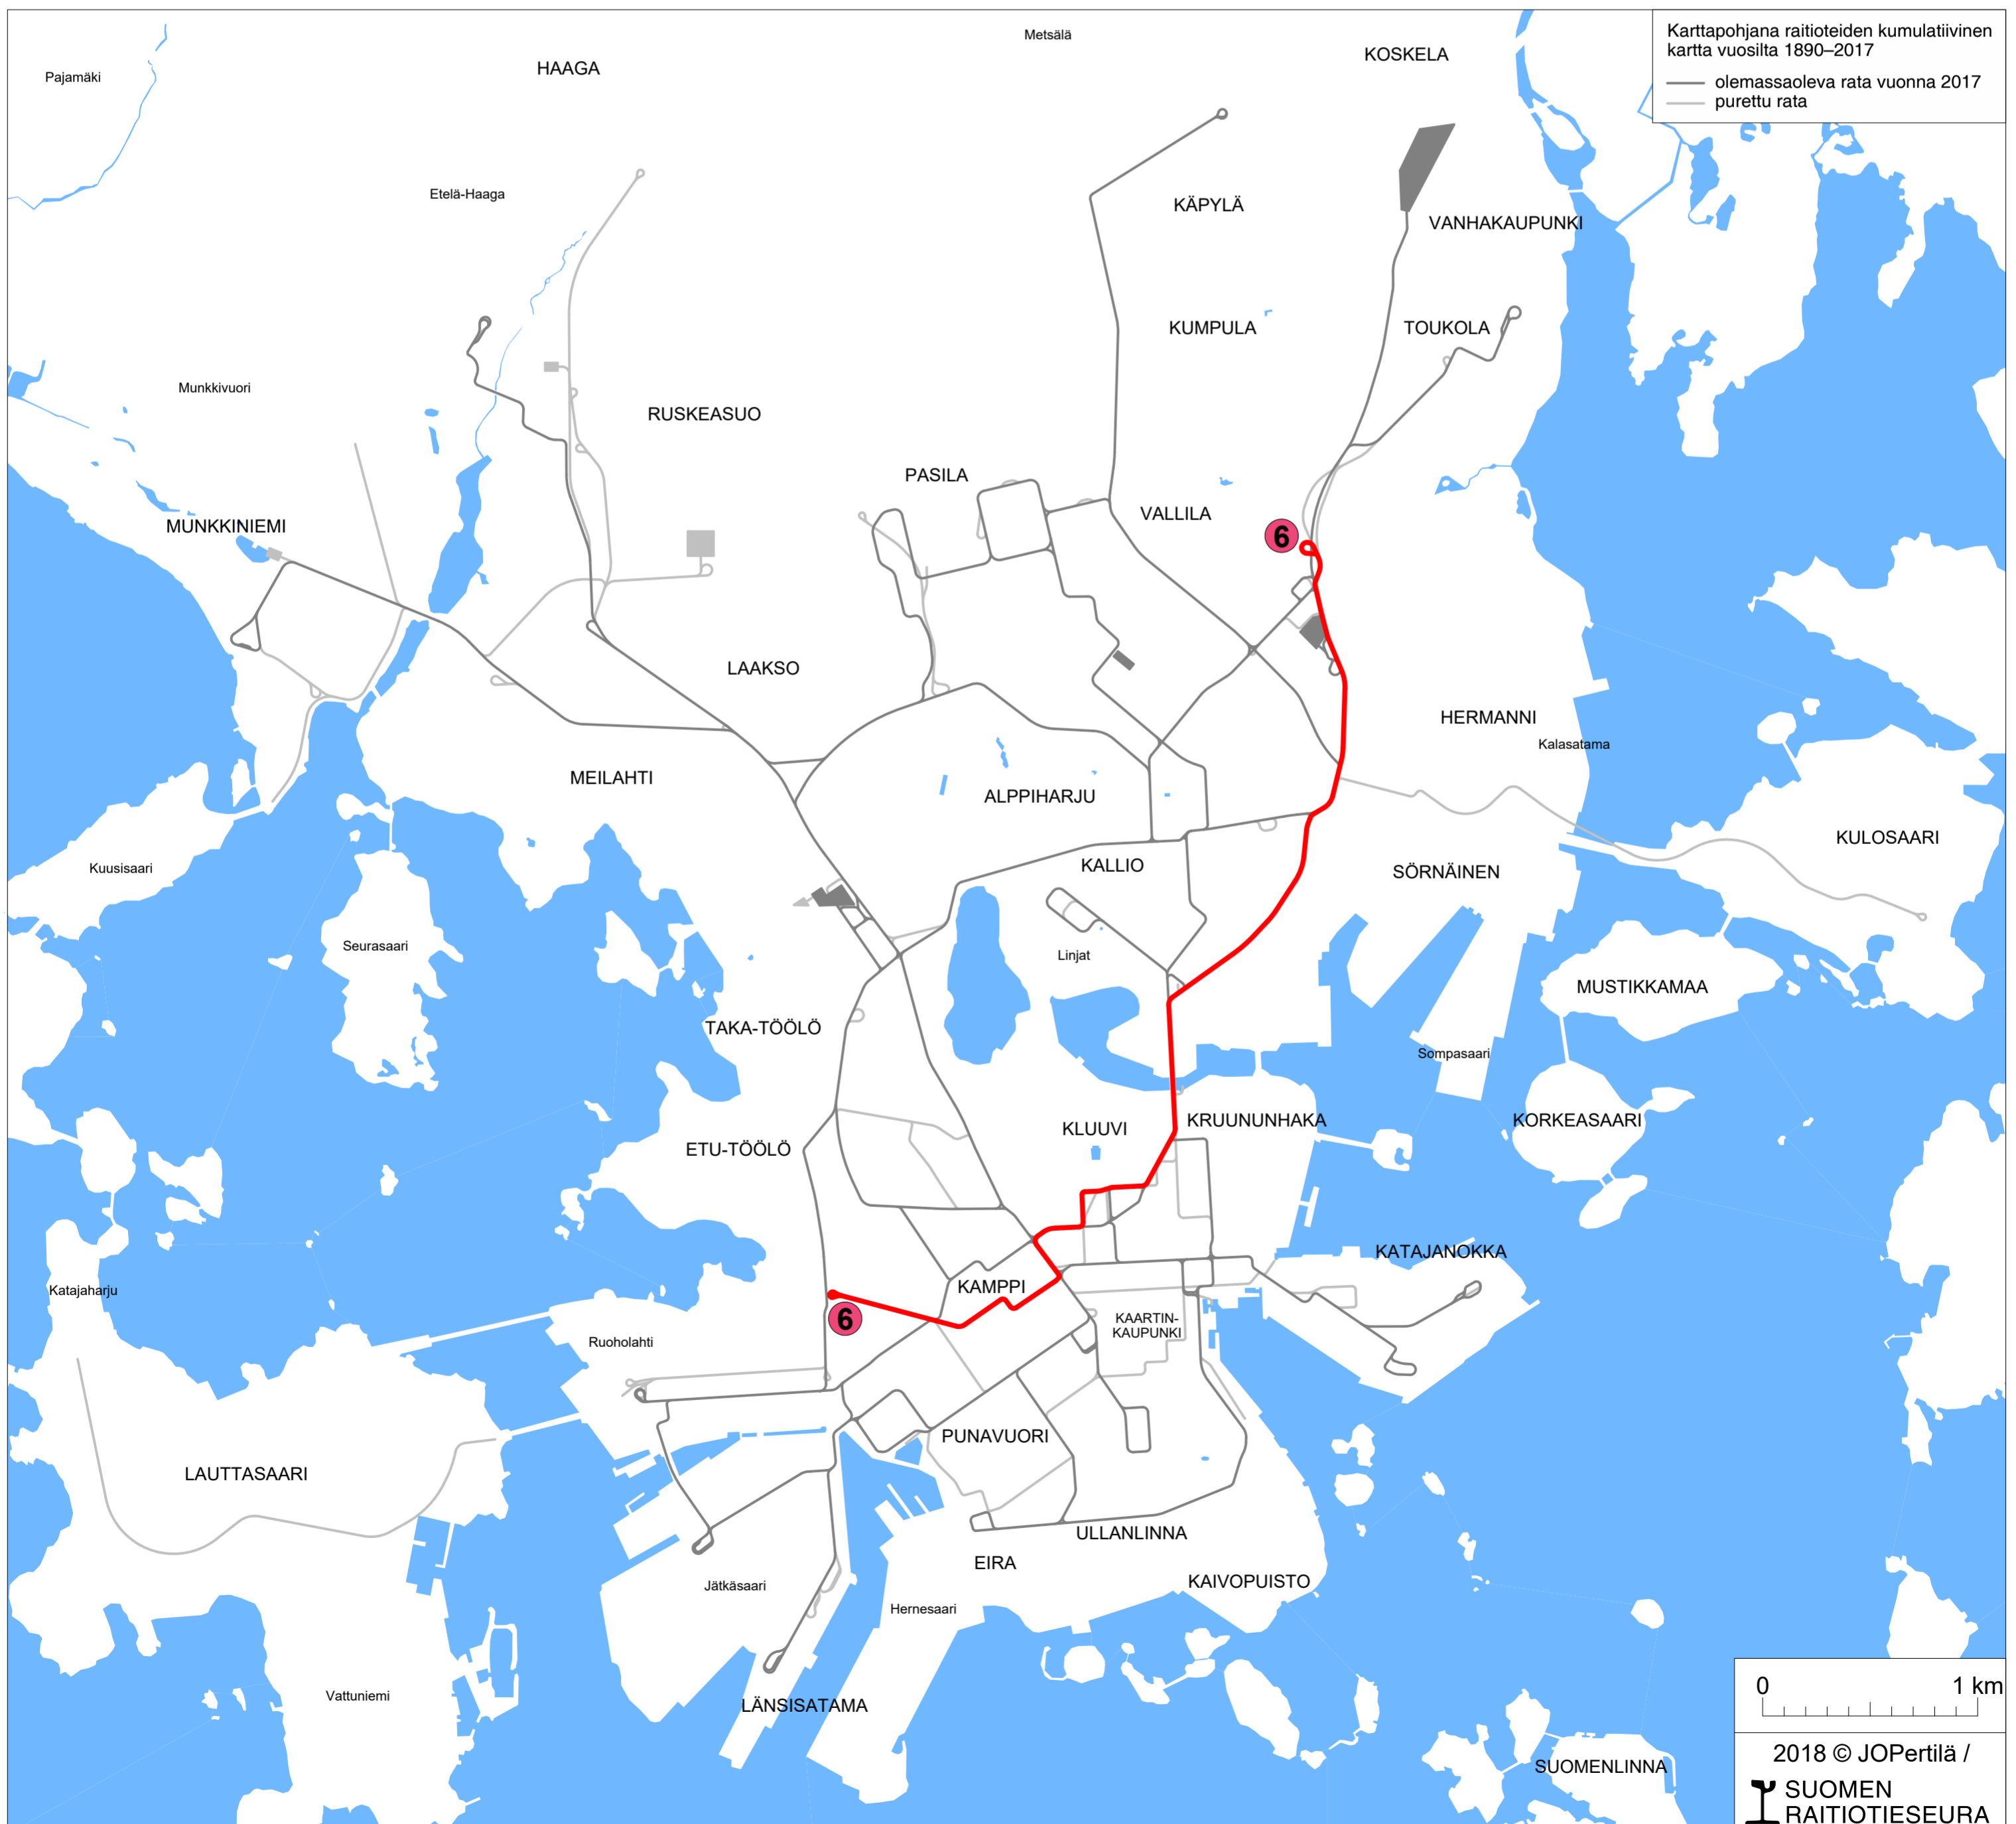 Karttapohjana raitioteiden kumulatiivinen
kartta vuosilta 1890–2017
olemassaoleva rata vuonna 2017
purettu rata
Metsälä
KOSKELA
HAAGA
Pajamäki
Etelä-Haaga
KÄPYLÄ
VANHAKAUPUNKI
KUMPULA
TOUKOLA
Munkkivuori
RUSKEASUO
PASILA
VALLILA
MUNKKINIEMI
6
LAAKSO
HERMANNI
Kalasatama
MEILAHTI
ALPPIHARJU
KULOSAARI
Kuusisaari
KALLIO
SÖRNÄINEN
Seurasaari
Linjat
MUSTIKKAMAA
TAKA-TÖÖLÖ
Sompasaari
KLUUVI
KRUUNUNHAKA
KORKEASAARI
ETU-TÖÖLÖ
KATAJANOKKA
Katajaharju
KAMPPI
6
KAARTIN-
KAUPUNKI
Ruoholahti
PUNAVUORI
LAUTTASAARI
ULLANLINNA
EIRA
KAIVOPUISTO
Jätkäsaari
Hernesaari
Vattuniemi
LÄNSISATAMA
0 1 km
SUOMENLINNA
2018 © JOPertilä /
SUOMEN
RAITIOTIESEURA